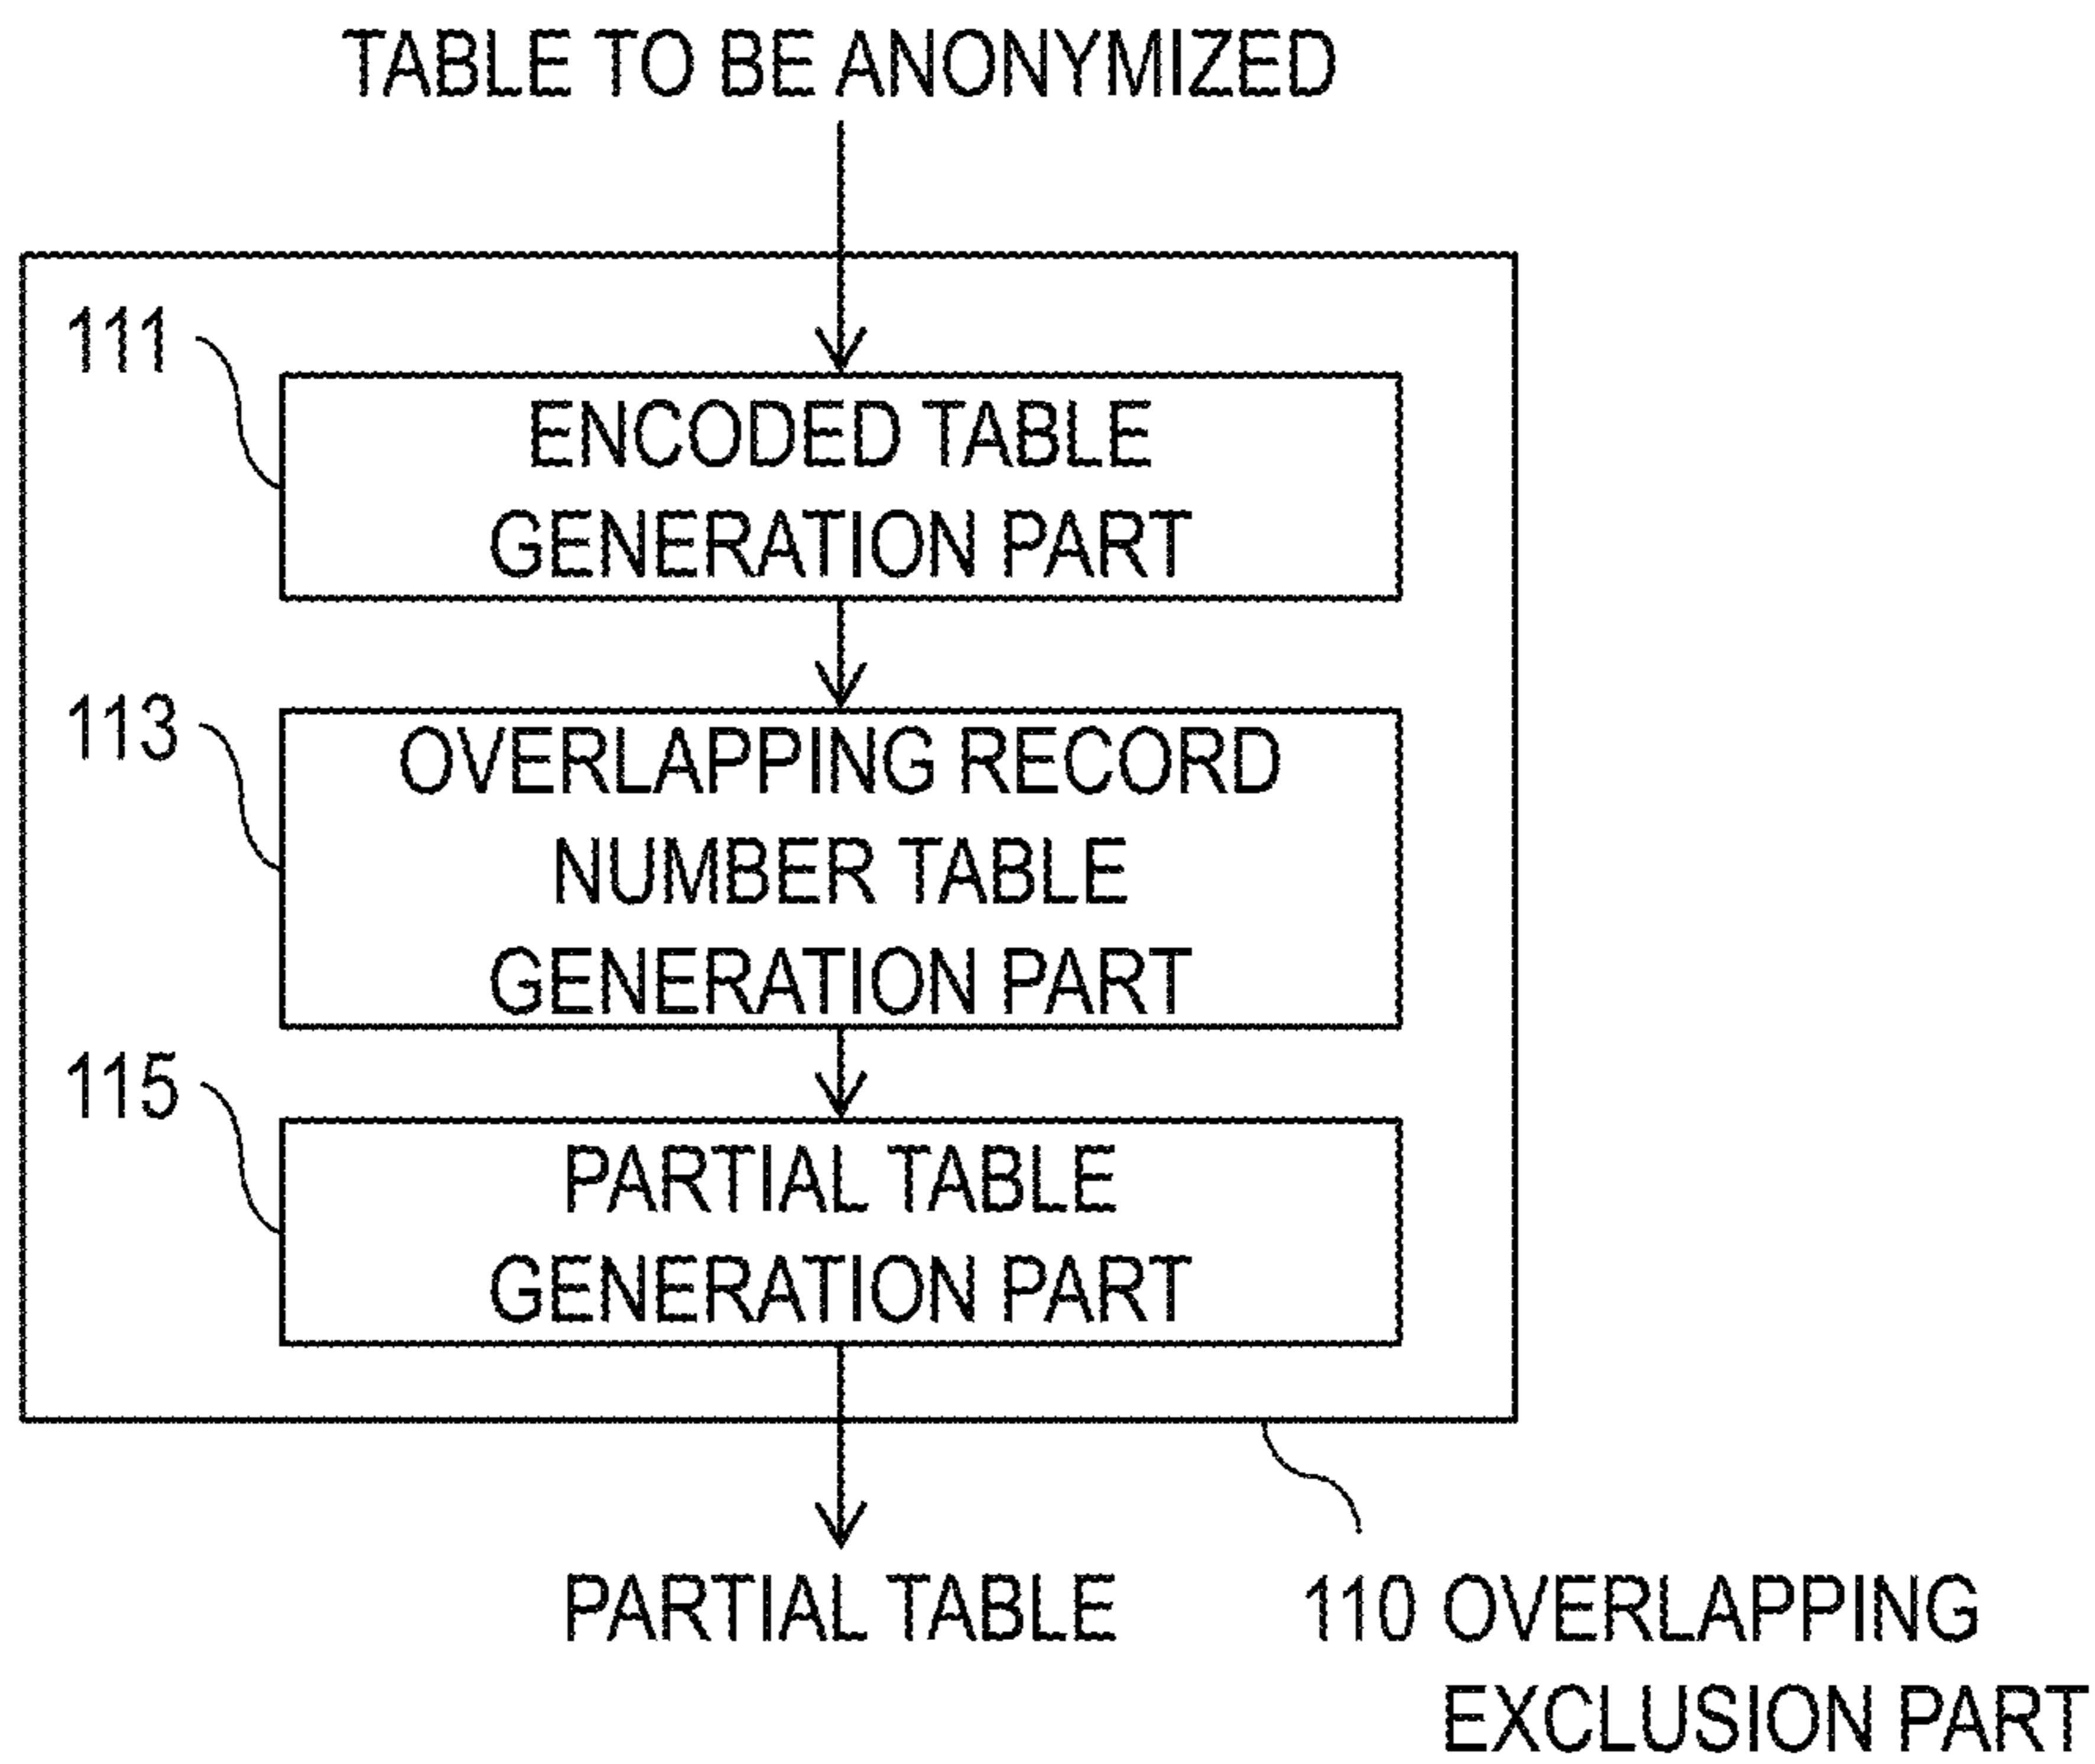 TABLE TO BE ANONYMIZED
111
ENCODED TABLE
GENERATION PART
113
OVERLAPPING RECORD
NUMBER TABLE
GENERATION PART
115
PARTIAL TABLE
GENERATION PART
PARTIAL TABLE
110 OVERLAPPING
EXCLUSION PART